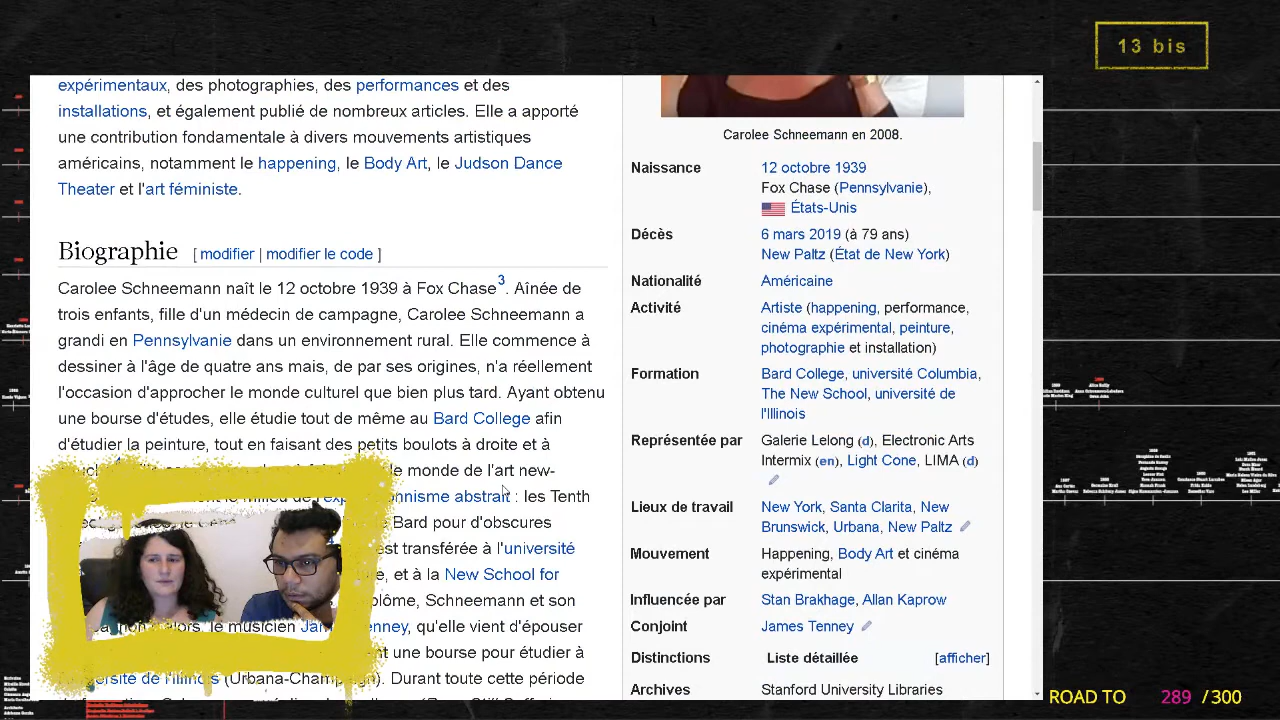 13 bis
expérimentaux, des photographies, des performances et des
installations, et également publié de nombreux articles. Elle a apporté
une contribution fondamentale à divers mouvements artistiques
américains, notamment le happening, le Body Art, le Judson Dance
Theater et l'art féministe.
Biographie [ modifier | modifier le code ]
Carolee Schneemann naît le 12 octobre 1939 à Fox Chase3. Aînée de
trois enfants, fille d'un médecin de campagne, Carolee Schneemann a
grandi en Pennsylvanie dans un environnement rural. Elle commence à
dessiner à l'âge de quatre ans mais, de par ses origines, n'a réellement
l'occasion d'approcher le monde culturel que bien plus tard. Ayant obtenu
une bourse d'études, elle étudie tout de même au Bard College afin
d'étudier la peinture, tout en faisant des petits boulots à droite et à
le monde de l'art new-
le milieu de l'expressionnisme abstrait : les Tenth
Bard pour d'obscures
est transférée à l'université
, et à la New School for
Schneemann et son
alors, le musicien James Tenney, qu'elle vient d'épouser
une bourse pour étudier à
université de l'Illinois (Urbana-Champaign). Durant toute cette période
Carolee Schneemann en 2008.
Naissance 12 octobre 1939
Fox Chase (Pennsylvanie),
États-Unis
Décès 6 mars 2019 (à 79 ans)
New Paltz (État de New York)
Nationalité Américaine
Activité Artiste (happening, performance,
cinéma expérimental, peinture,
photographie et installation)
Formation Bard College, université Columbia,
The New School, université de
l'Illinois
Représentée par Galerie Lelong (d), Electronic Arts
Intermix (en), Light Cone, LIMA (d)
Lieux de travail New York, Santa Clarita, New
Brunswick, Urbana, New Paltz
Mouvement Happening, Body Art et cinéma
expérimental
Influencée par Stan Brakhage, Allan Kaprow
Conjoint James Tenney
Distinctions Liste détaillée [afficher]
Archives Stanford University Libraries
ROAD TO 289 / 300